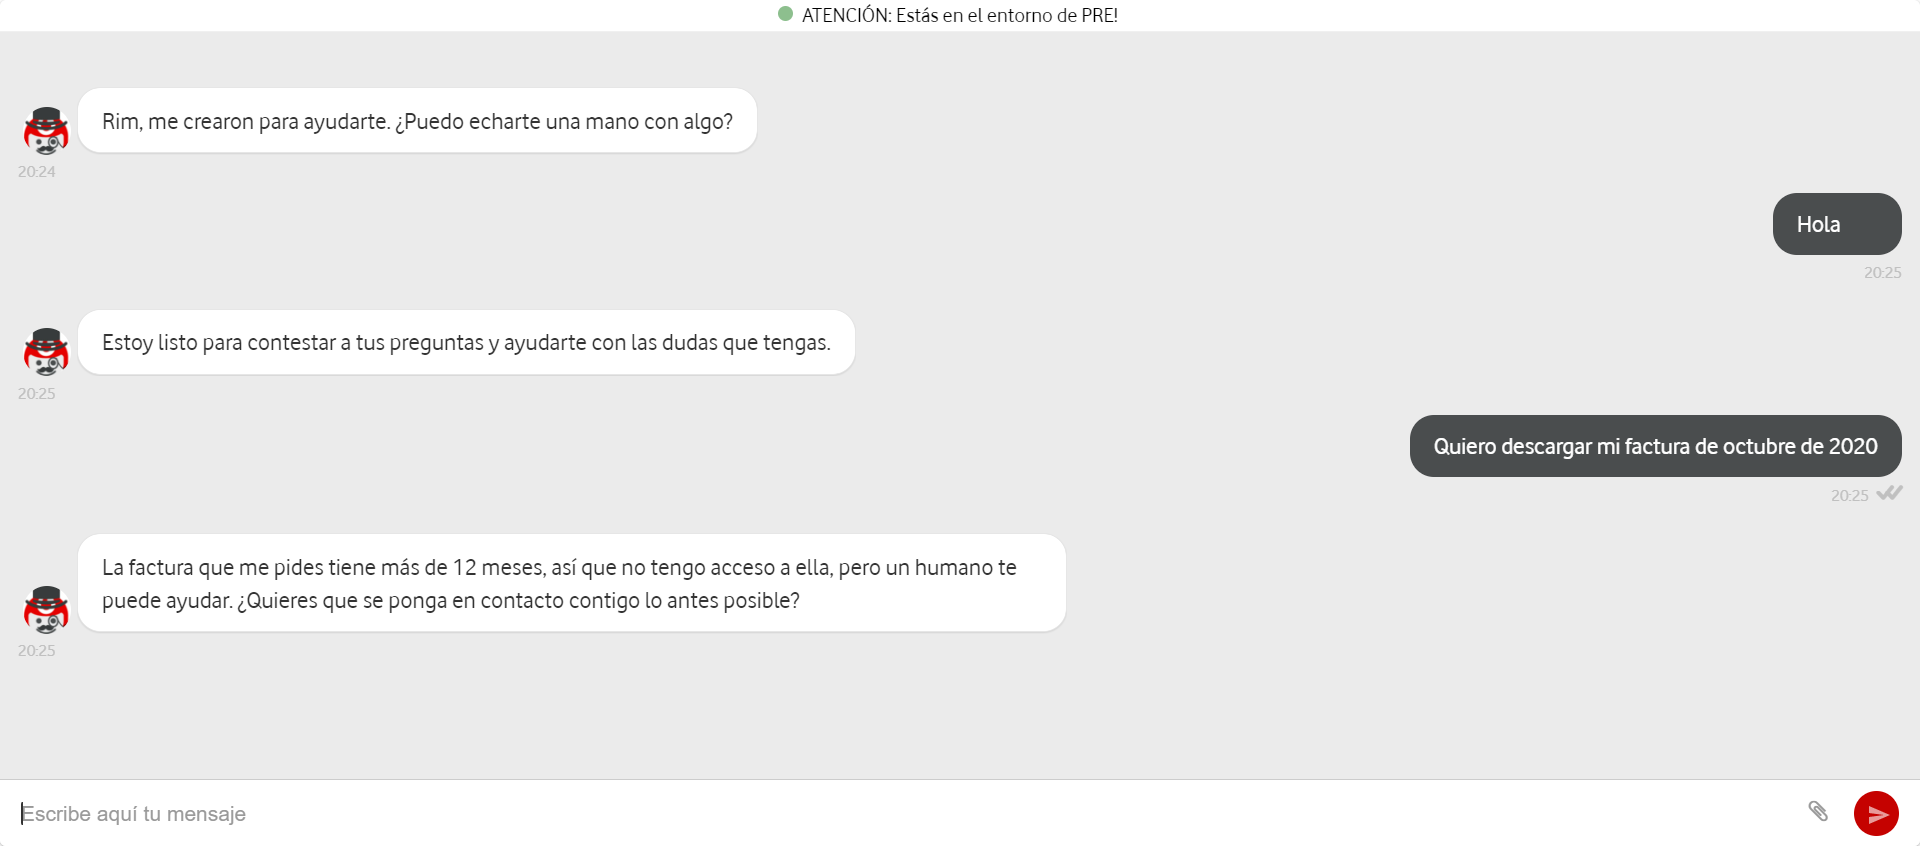 ATENCIÓN: Estás en el entorno de PRE!
Rim, me crearon para ayudarte. ¿Puedo echarte una mano con algo?
20:24
Hola
20:25
Estoy listo para contestar a tus preguntas y ayudarte con las dudas que tengas.
20:25
Quiero descargar mi factura de octubre de 2020
20:25
La factura que me pides tiene más de 12 meses, así que no tengo acceso a ella, pero un humano te
puede ayudar. ¿Quieres que se ponga en contacto contigo lo antes posible?
20:25
Escribe aquí tu mensaje